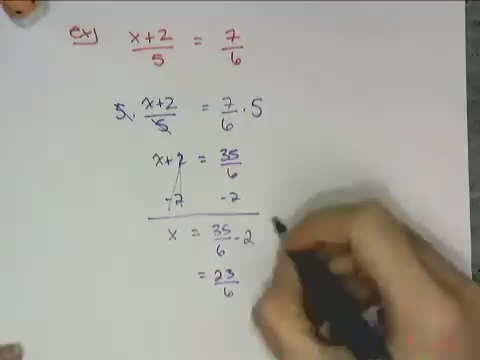 ex) (x+2)/5 = 7/6
5 · (x+2)/5 = 7/6 · 5
x+2 = 35/6
-2 -2
x = 35/6 - 2
= 23/6